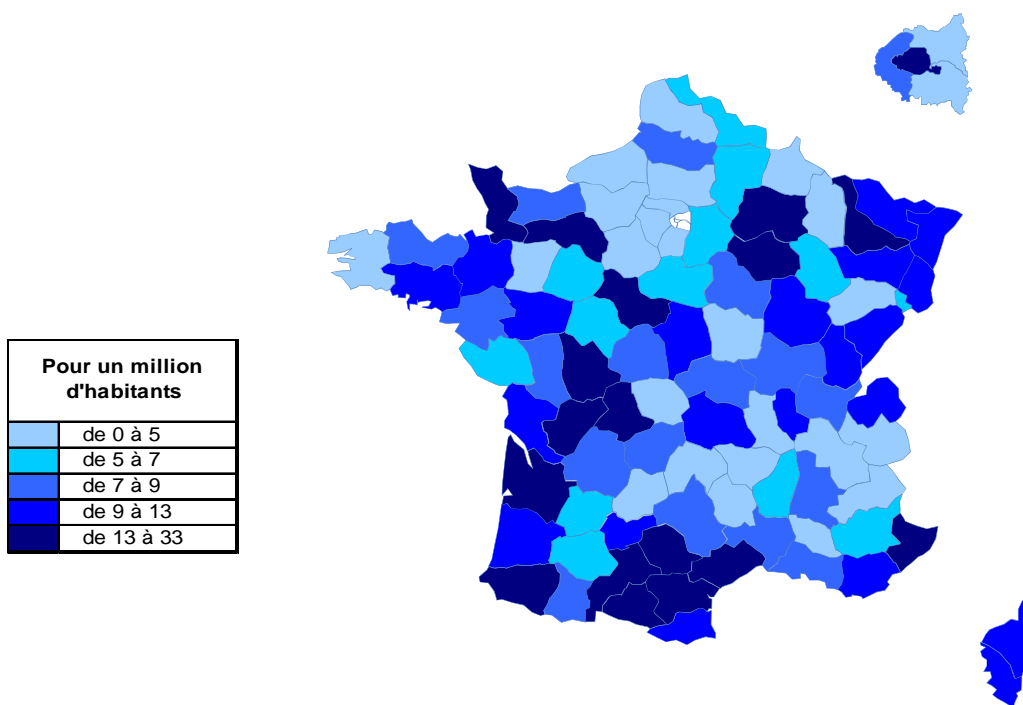 Pour un million
d'habitants
de 0 à 5
de 5 à 7
de 7 à 9
de 9 à 13
de 13 à 33